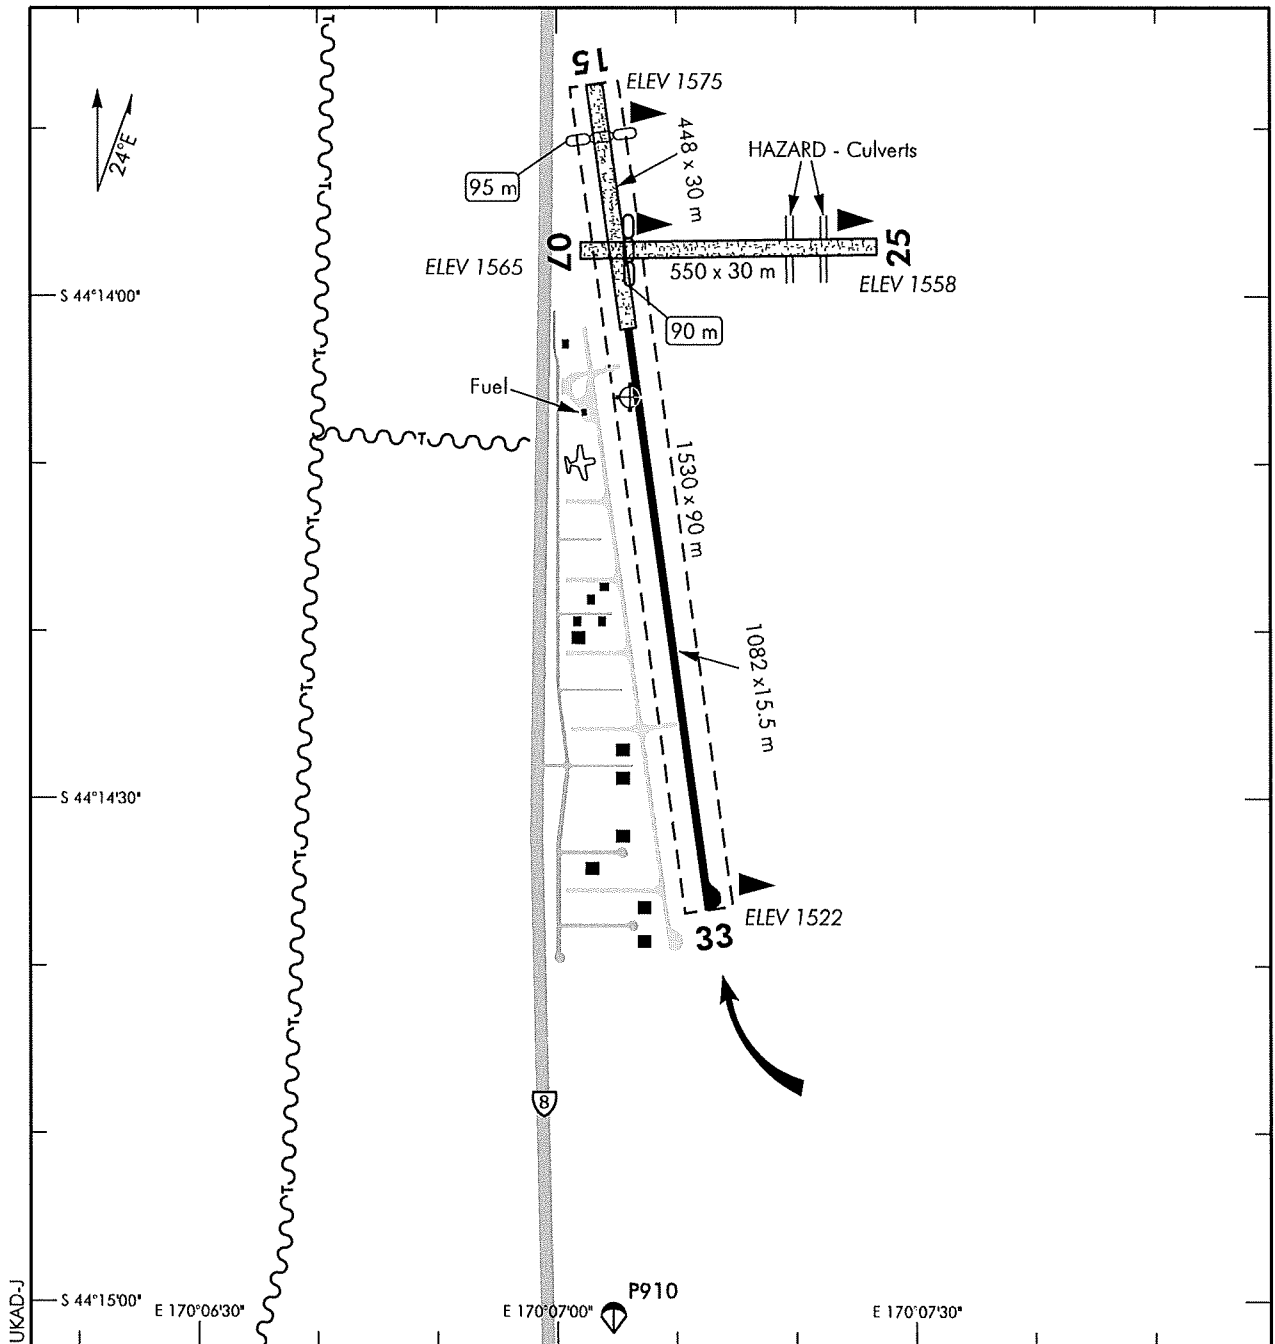 T
15
ELEV 1575
24°E
448 x 30 m
HAZARD - Culverts
95 m
07
25
ELEV 1565
550 x 30 m
ELEV 1558
S 44°14'00"
90 m
T
T
Fuel
T
T
1530 x 90 m
T
1082 x15.5 m
T
S 44°14'30"
T
ELEV 1522
33
T
8
T
P910
S 44°15'00"
E 170°06'30"
E 170°07'00"
E 170°07'30"
UKAD-J